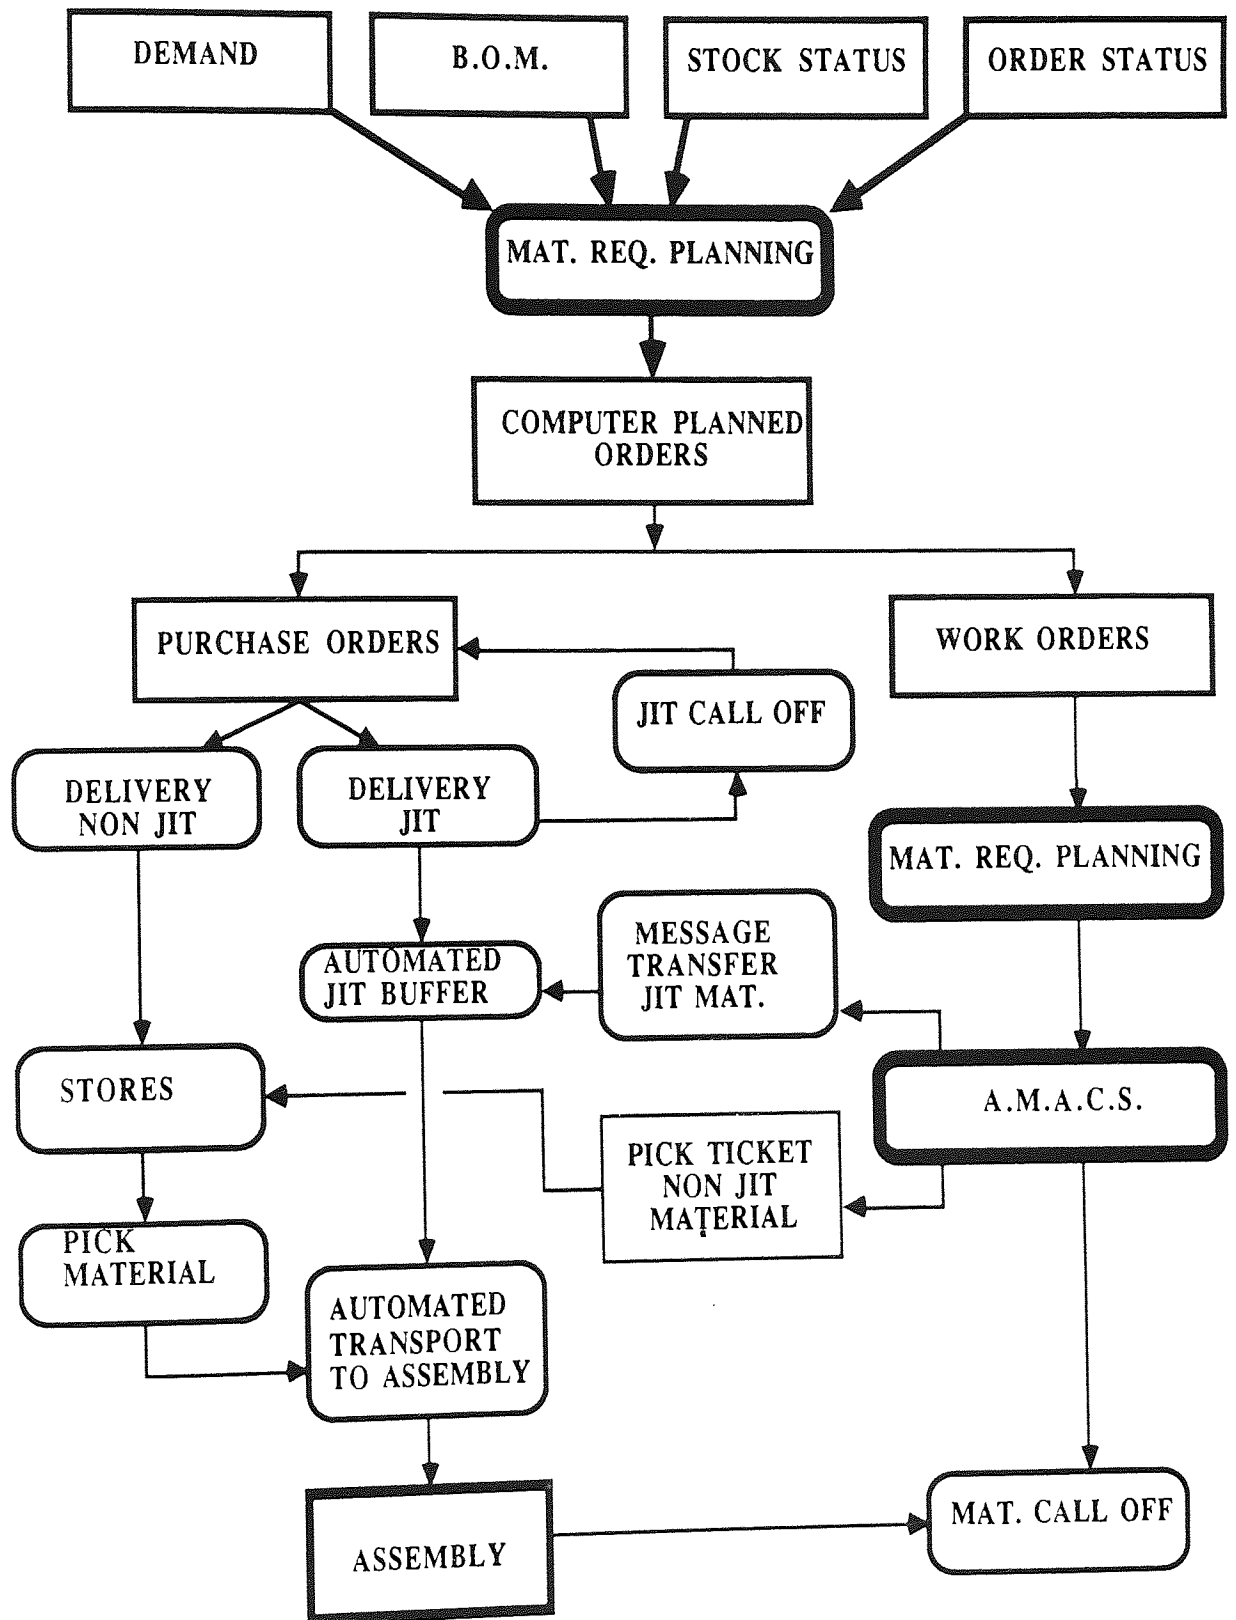 DEMAND
B.O.M.
STOCK STATUS
ORDER STATUS
MAT. REQ. PLANNING
COMPUTER PLANNED
ORDERS
PURCHASE ORDERS
WORK ORDERS
JIT CALL OFF
DELIVERY
NON JIT
DELIVERY
JIT
MAT. REQ. PLANNING
MESSAGE
TRANSFER
JIT MAT.
AUTOMATED
JIT BUFFER
STORES
A.M.A.C.S.
PICK TICKET
NON JIT
MATERIAL
PICK
MATERIAL
AUTOMATED
TRANSPORT
TO ASSEMBLY
MAT. CALL OFF
ASSEMBLY